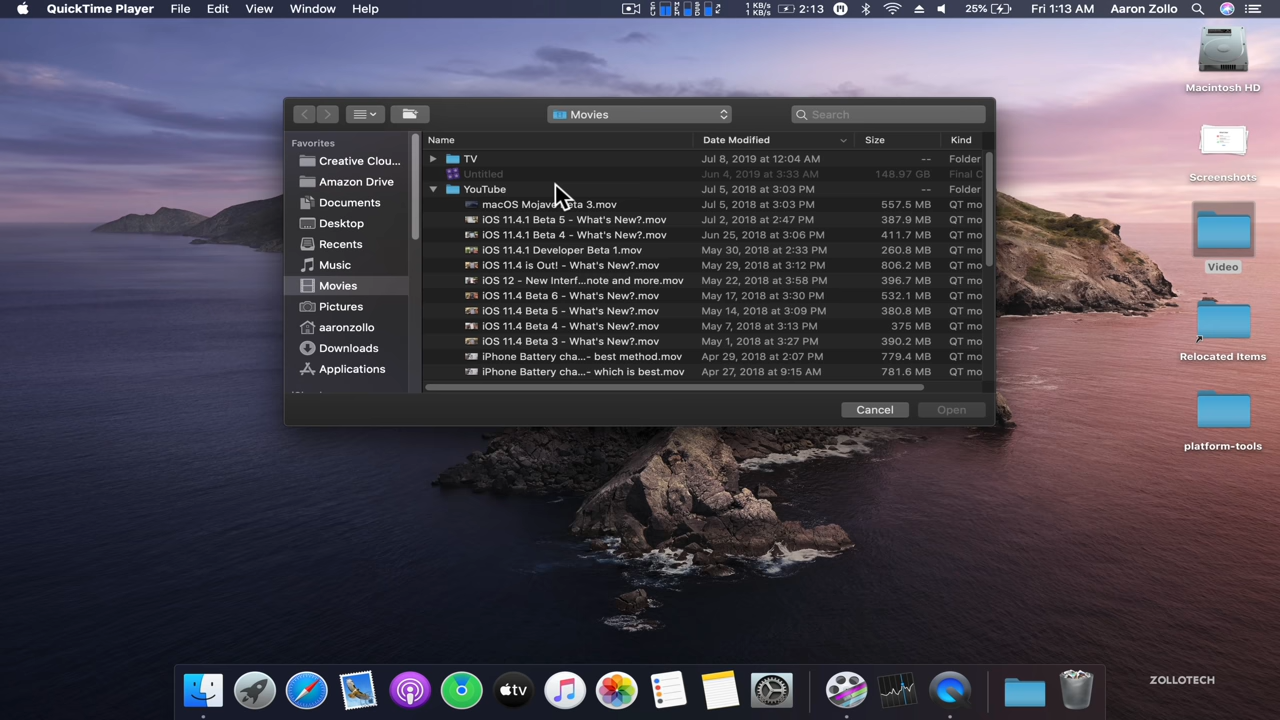 QuickTime Player File Edit View Window Help 1 KB/s 1 KB/s 2:13 25% Fri 1:13 AM Aaron Zollo
Macintosh HD
Screenshots
Video
Relocated Items
platform-tools
Movies Search
Favorites
Creative Clou...
Amazon Drive
Documents
Desktop
Recents
Music
Movies
Pictures
aaronzollo
Downloads
Applications
Name Date Modified Size Kind
TV Jul 8, 2019 at 12:04 AM -- Folder
Untitled Jun 4, 2019 at 3:33 AM 148.97 GB Final C
YouTube Jul 5, 2018 at 3:03 PM -- Folder
macOS Mojave 3.mov Jul 5, 2018 at 3:03 PM 557.5 MB QT mo
iOS 11.4.1 Beta 5 - What's New?.mov Jul 2, 2018 at 2:47 PM 387.9 MB QT mo
iOS 11.4.1 Beta 4 - What's New?.mov Jun 25, 2018 at 3:06 PM 411.7 MB QT mo
iOS 11.4.1 Developer Beta 1.mov May 30, 2018 at 2:33 PM 260.8 MB QT mo
iOS 11.4 is Out! - What's New?.mov May 29, 2018 at 3:12 PM 806.2 MB QT mo
iOS 12 - New Interf...note and more.mov May 22, 2018 at 3:58 PM 396.7 MB QT mo
iOS 11.4 Beta 6 - What's New?.mov May 17, 2018 at 3:30 PM 532.1 MB QT mo
iOS 11.4 Beta 5 - What's New?.mov May 14, 2018 at 3:09 PM 380.8 MB QT mo
iOS 11.4 Beta 4 - What's New?.mov May 7, 2018 at 3:13 PM 375 MB QT mo
iOS 11.4 Beta 3 - What's New?.mov May 1, 2018 at 3:27 PM 390.2 MB QT mo
iPhone Battery cha...- best method.mov Apr 29, 2018 at 2:07 PM 779.4 MB QT mo
iPhone Battery cha...- which is best.mov Apr 27, 2018 at 9:15 AM 781.6 MB QT mo
Cancel Open
tv
ZOLLOTECH